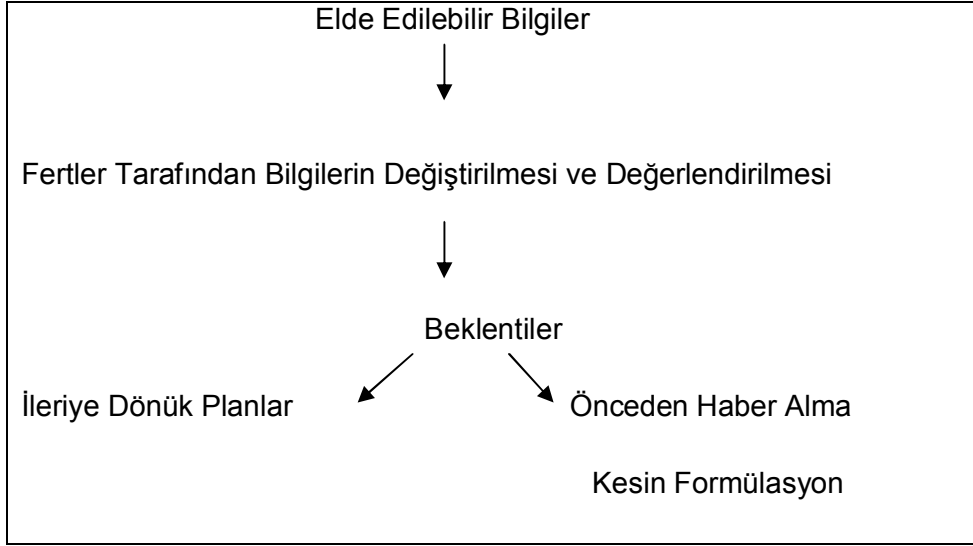 Elde Edilebilir Bilgiler
Fertler Tarafından Bilgilerin Değiştirilmesi ve Değerlendirilmesi
Beklentiler
İleriye Dönük Planlar
Önceden Haber Alma
Kesin Formülasyon